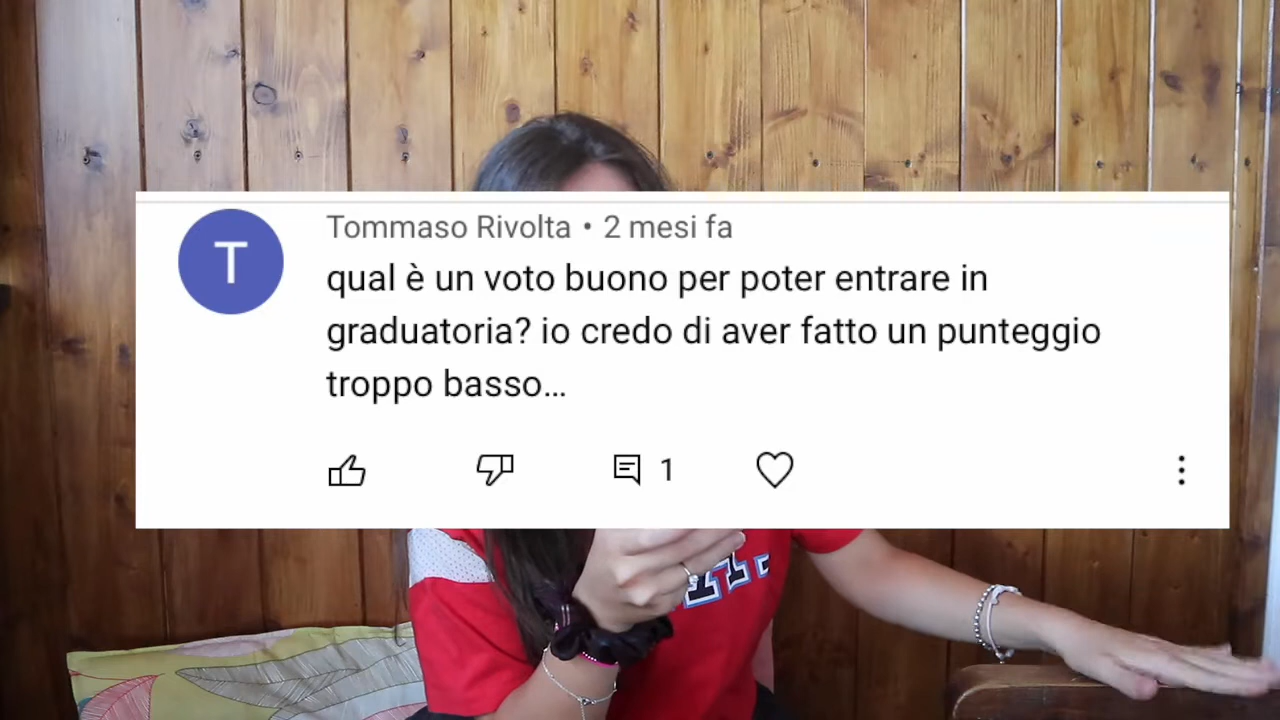 T
Tommaso Rivolta • 2 mesi fa
qual è un voto buono per poter entrare in
graduatoria? io credo di aver fatto un punteggio
troppo basso...
1